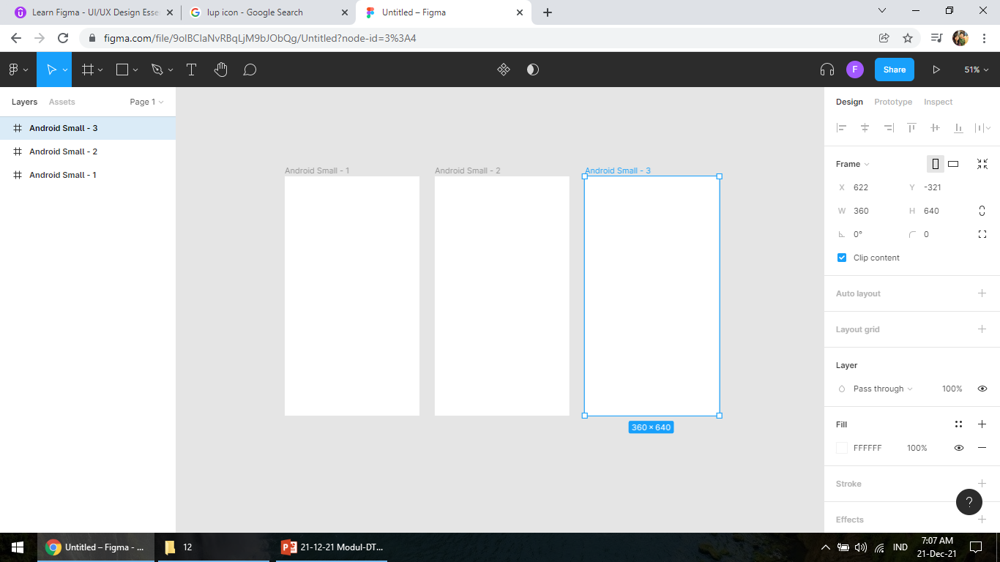 Learn Figma - UI/UX Design Esse
lup icon - Google Search
Untitled – Figma
figma.com/file/9oIBCIaNvRBqLjM9bJObQg/Untitled?node-id=3%3A4
F
Share
51%
Layers
Assets
Page 1
Android Small - 3
Android Small - 2
Android Small - 1
Android Small - 1
Android Small - 2
Android Small - 3
360 × 640
Design
Prototype
Inspect
Frame
X 622
Y -321
W 360
H 640
0°
0
Clip content
Auto layout
Layout grid
Layer
Pass through
100%
Fill
FFFFFF
100%
Stroke
?
Effects
Untitled – Figma - ...
12
21-12-21 Modul-DT...
IND
7:07 AM
21-Dec-21